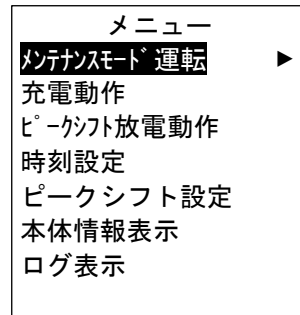 メニュー
ﾒﾝﾃﾅﾝｽﾓｰﾄﾞ運転 ►
充電動作
ﾋﾟｰｸｼﾌﾄ放電動作
時刻設定
ピークシフト設定
本体情報表示
ログ表示